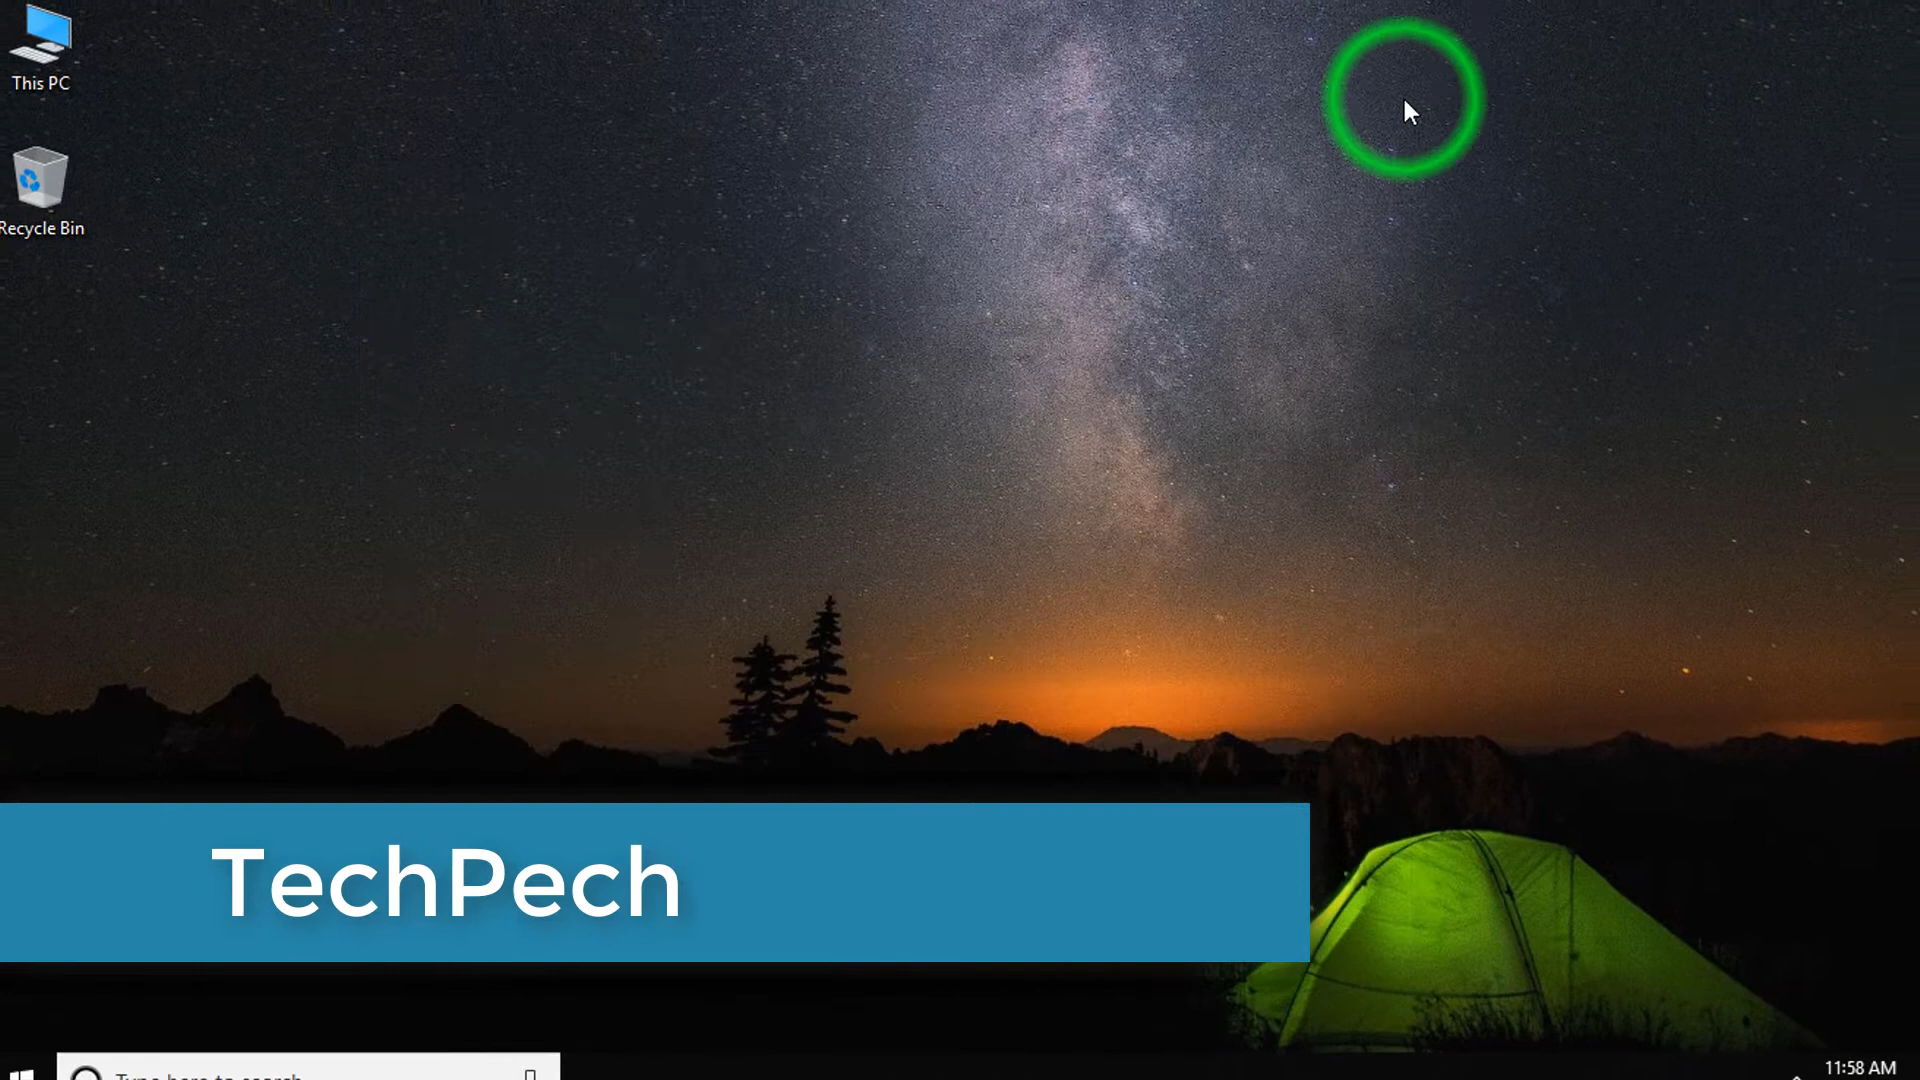 This PC
Recycle Bin
TechPech
Type here to search
11:58 AM